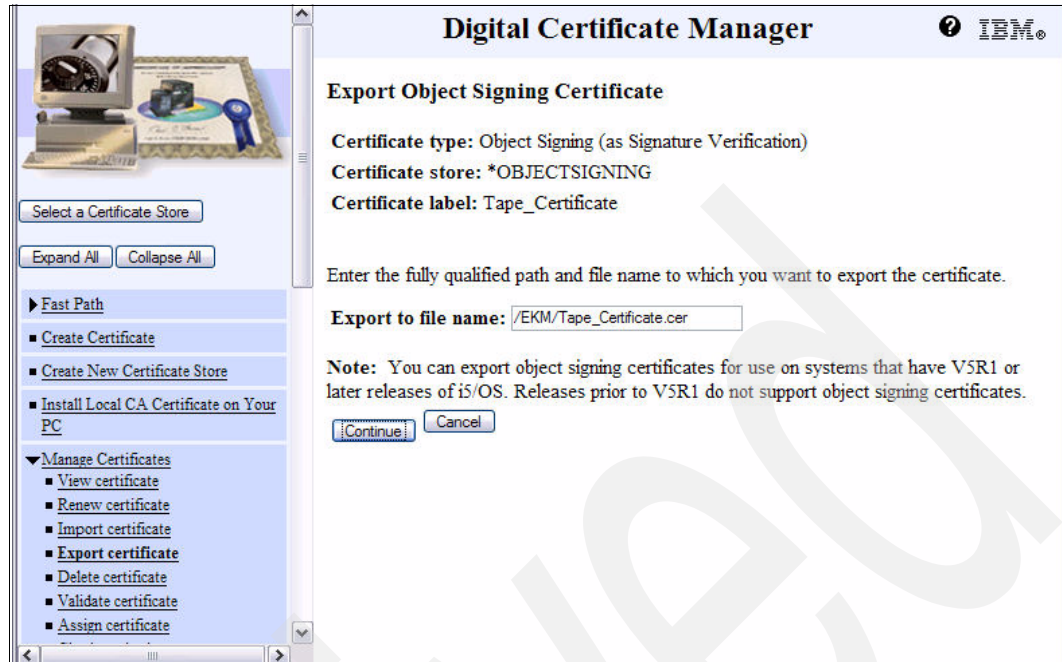 Digital Certificate Manager
? IBM®
Select a Certificate Store
Expand All Collapse All
Fast Path
Create Certificate
Create New Certificate Store
Install Local CA Certificate on Your
PC
Manage Certificates
View certificate
Renew certificate
Import certificate
Export certificate
Delete certificate
Validate certificate
Assign certificate
Export Object Signing Certificate
Certificate type: Object Signing (as Signature Verification)
Certificate store: *OBJECTSIGNING
Certificate label: Tape_Certificate
Enter the fully qualified path and file name to which you want to export the certificate.
Export to file name: /EKM/Tape_Certificate.cer
Note: You can export object signing certificates for use on systems that have V5R1 or
later releases of i5/OS. Releases prior to V5R1 do not support object signing certificates.
Continue Cancel